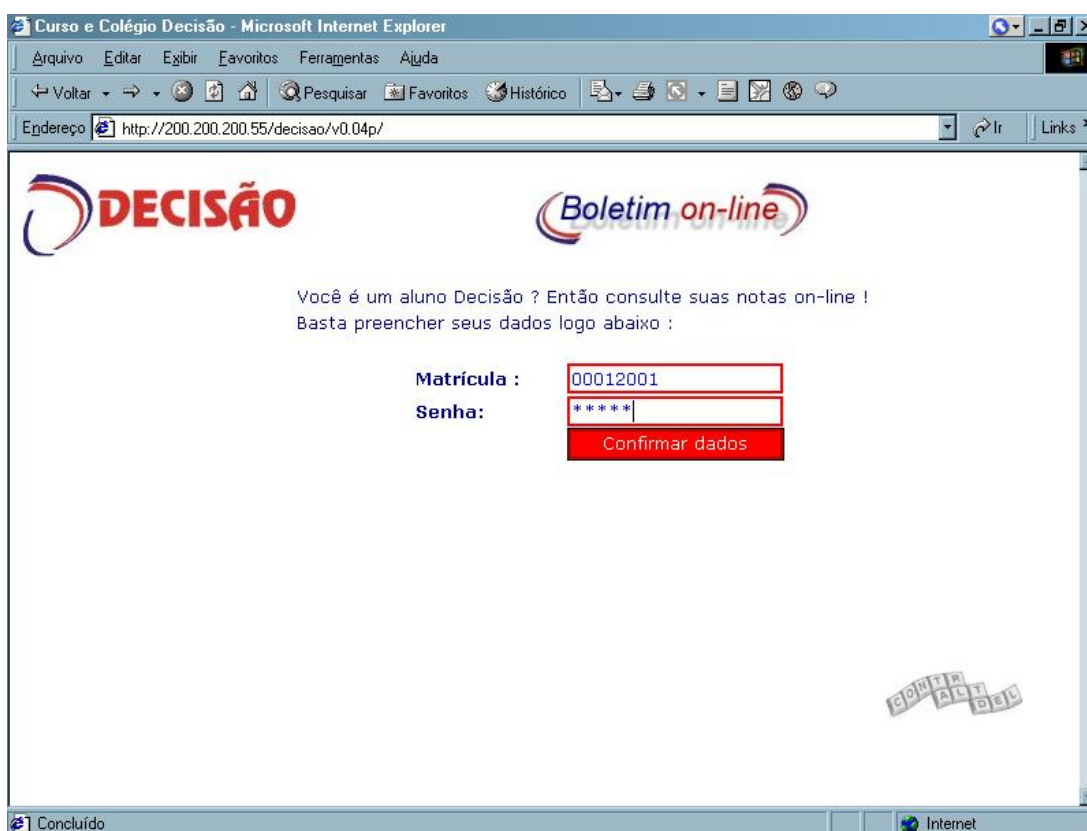 Curso e Colégio Decisão - Microsoft Internet Explorer
Arquivo Editar Exibir Favoritos Ferramentas Ajuda
Voltar Pesquisar Favoritos Histórico
Endereço http://200.200.200.55/decisao/v0.04p/ Ir Links
DECISÃO
Boletim on-line
Você é um aluno Decisão ? Então consulte suas notas on-line !
Basta preencher seus dados logo abaixo :
Matrícula : 00012001
Senha: *****
Confirmar dados
CONTR
ALT
DEL
Concluído Internet